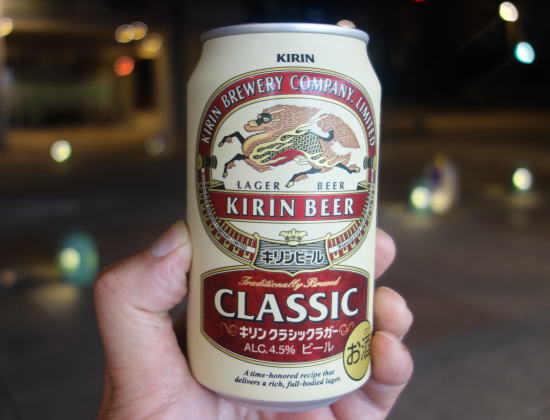 KIRIN
KIRIN BREWERY COMPANY, LIMITED
LAGER BEER
KIRIN BEER
キリンビール
Traditionally Brewed
CLASSIC
キリンクラシックラガー
ALC. 4.5% ビール
お酒
A time-honored recipe that
delivers a rich, full-bodied lager.